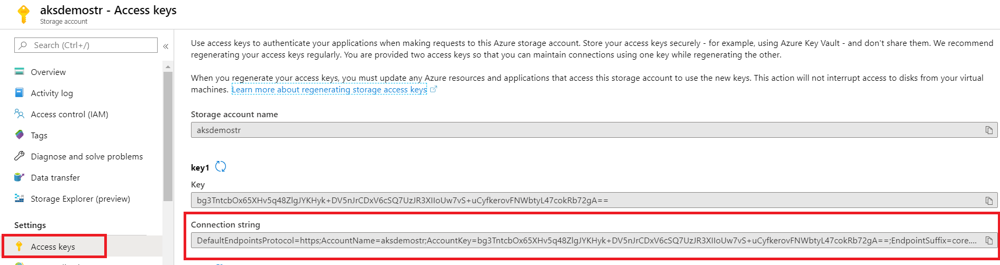 aksdemostr - Access keys
Storage account
Search (Ctrl+/)
«
Overview
Activity log
Access control (IAM)
Tags
Diagnose and solve problems
Data transfer
Storage Explorer (preview)
Settings
Access keys
Use access keys to authenticate your applications when making requests to this Azure storage account. Store your access keys securely - for example, using Azure Key Vault - and don't share them. We recommend
regenerating your access keys regularly. You are provided two access keys so that you can maintain connections using one key while regenerating the other.
When you regenerate your access keys, you must update any Azure resources and applications that access this storage account to use the new keys. This action will not interrupt access to disks from your virtual
machines. Learn more about regenerating storage access keys
Storage account name
aksdemostr
key1
Key
bg3TntcbOx65XHv5q48ZlgJYKHyk+DV5nJrCDxV6cSQ7UzJR3XIIoUw7vS+uCyfkerovFNWbtyL47cokRb72gA==
Connection string
DefaultEndpointsProtocol=https;AccountName=aksdemostr;AccountKey=bg3TntcbOx65XHv5q48ZlgJYKHyk+DV5nJrCDxV6cSQ7UzJR3XIIoUw7vS+uCyfkerovFNWbtyL47cokRb72gA==;EndpointSuffix=core....